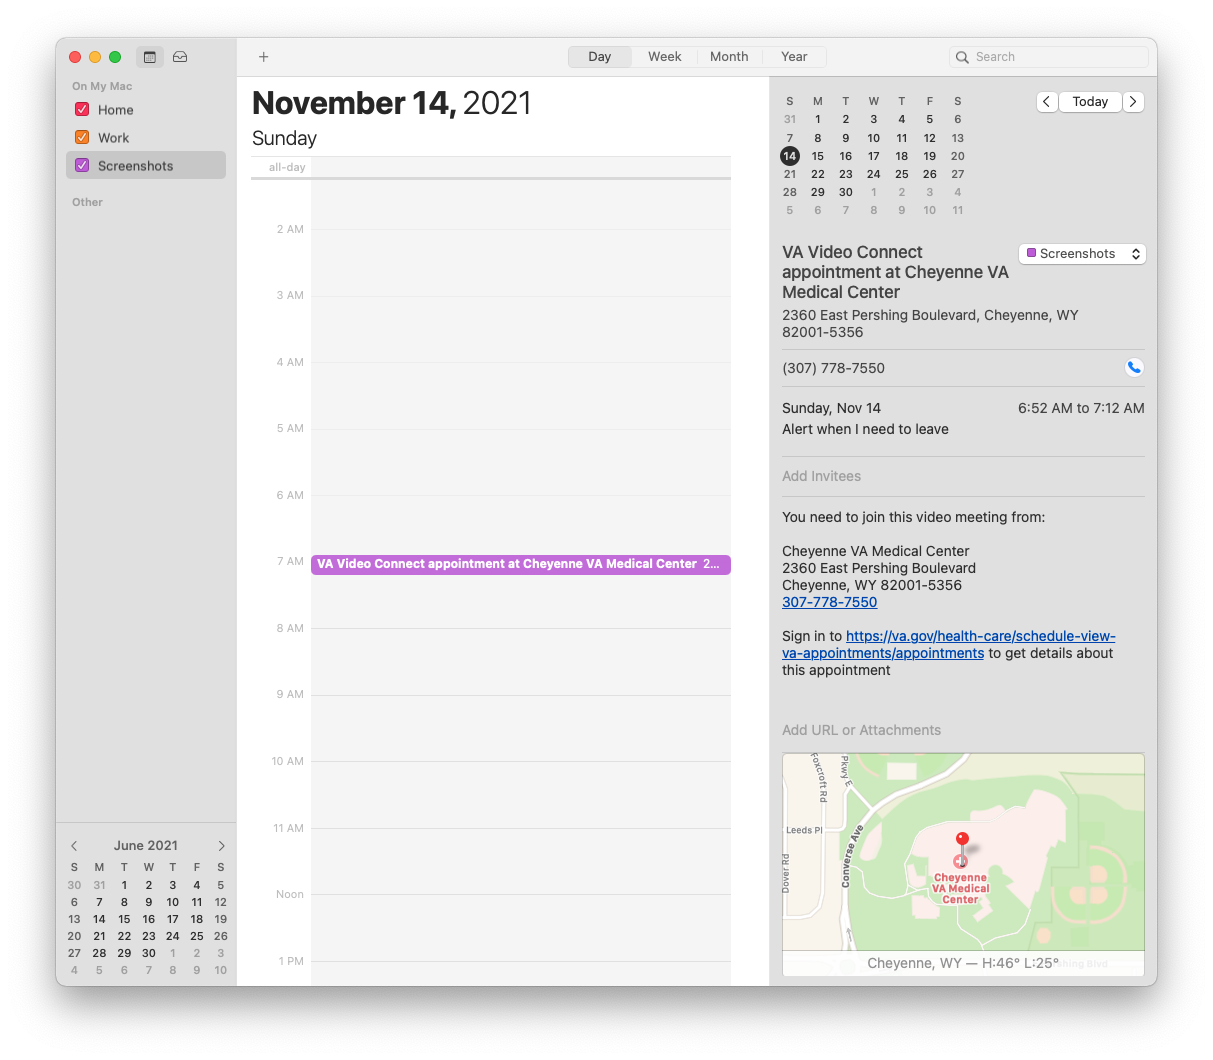 Day Week Month Year
Search
On My Mac
Home
Work
Screenshots
Other
June 2021
S M T W T F S
30 31 1 2 3 4 5
6 7 8 9 10 11 12
13 14 15 16 17 18 19
20 21 22 23 24 25 26
27 28 29 30 1 2 3
4 5 6 7 8 9 10
November 14, 2021
Sunday
all-day
2 AM
3 AM
4 AM
5 AM
6 AM
7 AM
VA Video Connect appointment at Cheyenne VA Medical Center 2...
8 AM
9 AM
10 AM
11 AM
Noon
1 PM
S M T W T F S
31 1 2 3 4 5 6
7 8 9 10 11 12 13
14 15 16 17 18 19 20
21 22 23 24 25 26 27
28 29 30 1 2 3 4
5 6 7 8 9 10 11
Today
VA Video Connect
appointment at Cheyenne VA
Medical Center
Screenshots
2360 East Pershing Boulevard, Cheyenne, WY
82001-5356
(307) 778-7550
Sunday, Nov 14 6:52 AM to 7:12 AM
Alert when I need to leave
Add Invitees
You need to join this video meeting from:
Cheyenne VA Medical Center
2360 East Pershing Boulevard
Cheyenne, WY 82001-5356
307-778-7550
Sign in to https://va.gov/health-care/schedule-view-
va-appointments/appointments to get details about
this appointment
Add URL or Attachments
Foxcroft Rd
Pkwy E
Leeds Pl
Dover Rd
Converse Ave
Cheyenne
VA Medical
Center
Cheyenne, WY — H:46° L:25°